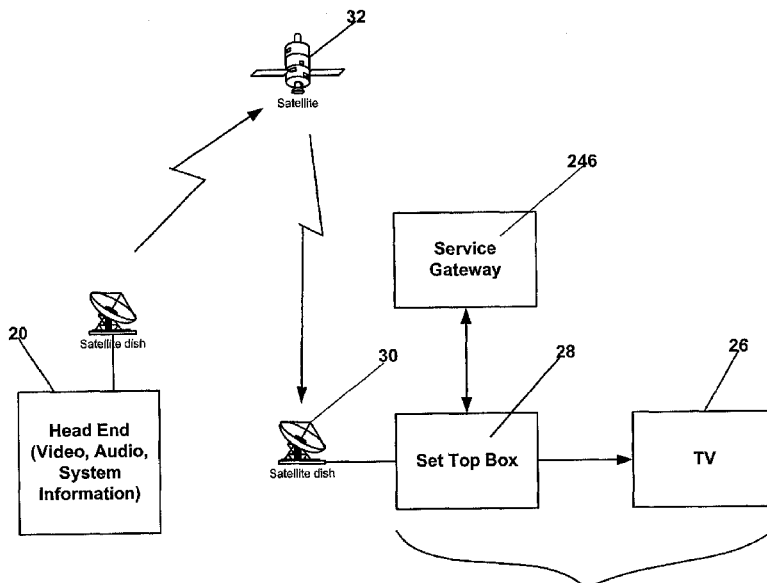 32
Satellite
246
Service
Gateway
Satellite dish
20
Head End
(Video, Audio,
System
Information)
30
Satellite dish
28
Set Top Box
26
TV